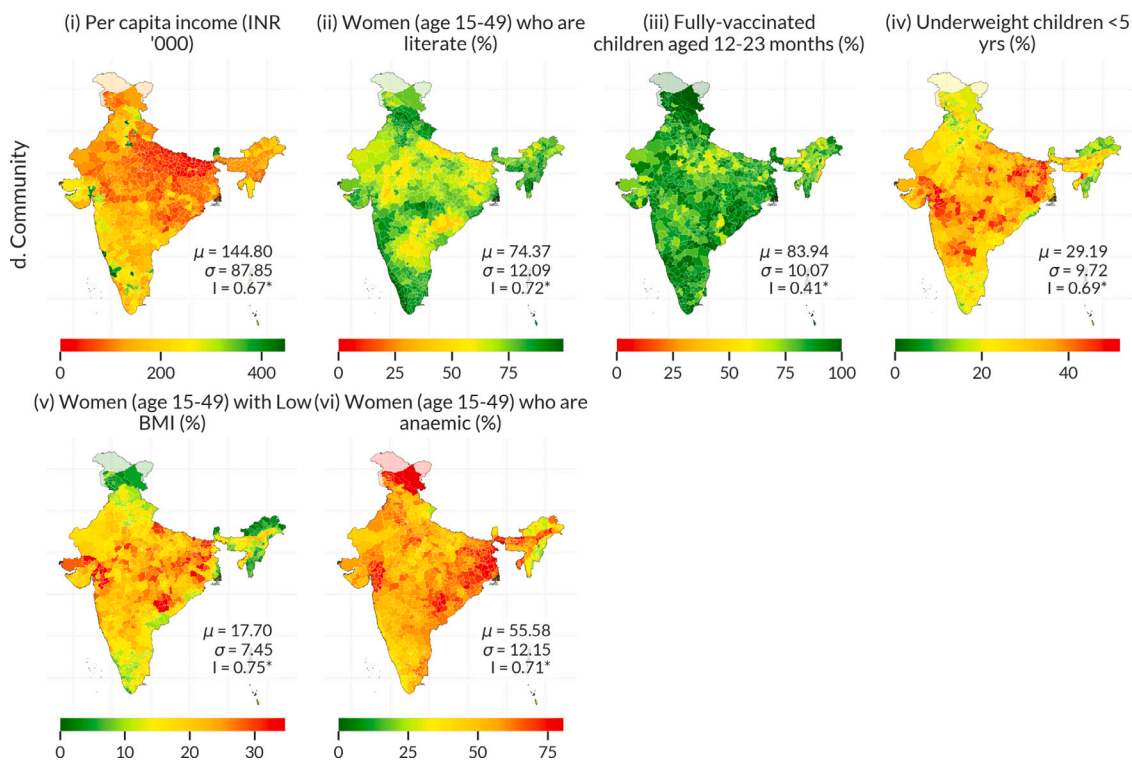 (i) Per capita income (INR
'000)
(ii) Women (age 15-49) who are
literate (%)
(iii) Fully-vaccinated
children aged 12-23 months (%)
(iv) Underweight children <5
yrs (%)
d. Community
μ = 144.80
σ = 87.85
I = 0.67*
μ = 74.37
σ = 12.09
I = 0.72*
μ = 83.94
σ = 10.07
I = 0.41*
μ = 29.19
σ = 9.72
I = 0.69*
0 200 400
0 25 50 75
0 25 50 75 100
0 20 40
(v) Women (age 15-49) with Low
BMI (%)
(vi) Women (age 15-49) who are
anaemic (%)
μ = 17.70
σ = 7.45
I = 0.75*
μ = 55.58
σ = 12.15
I = 0.71*
0 10 20 30
0 25 50 75